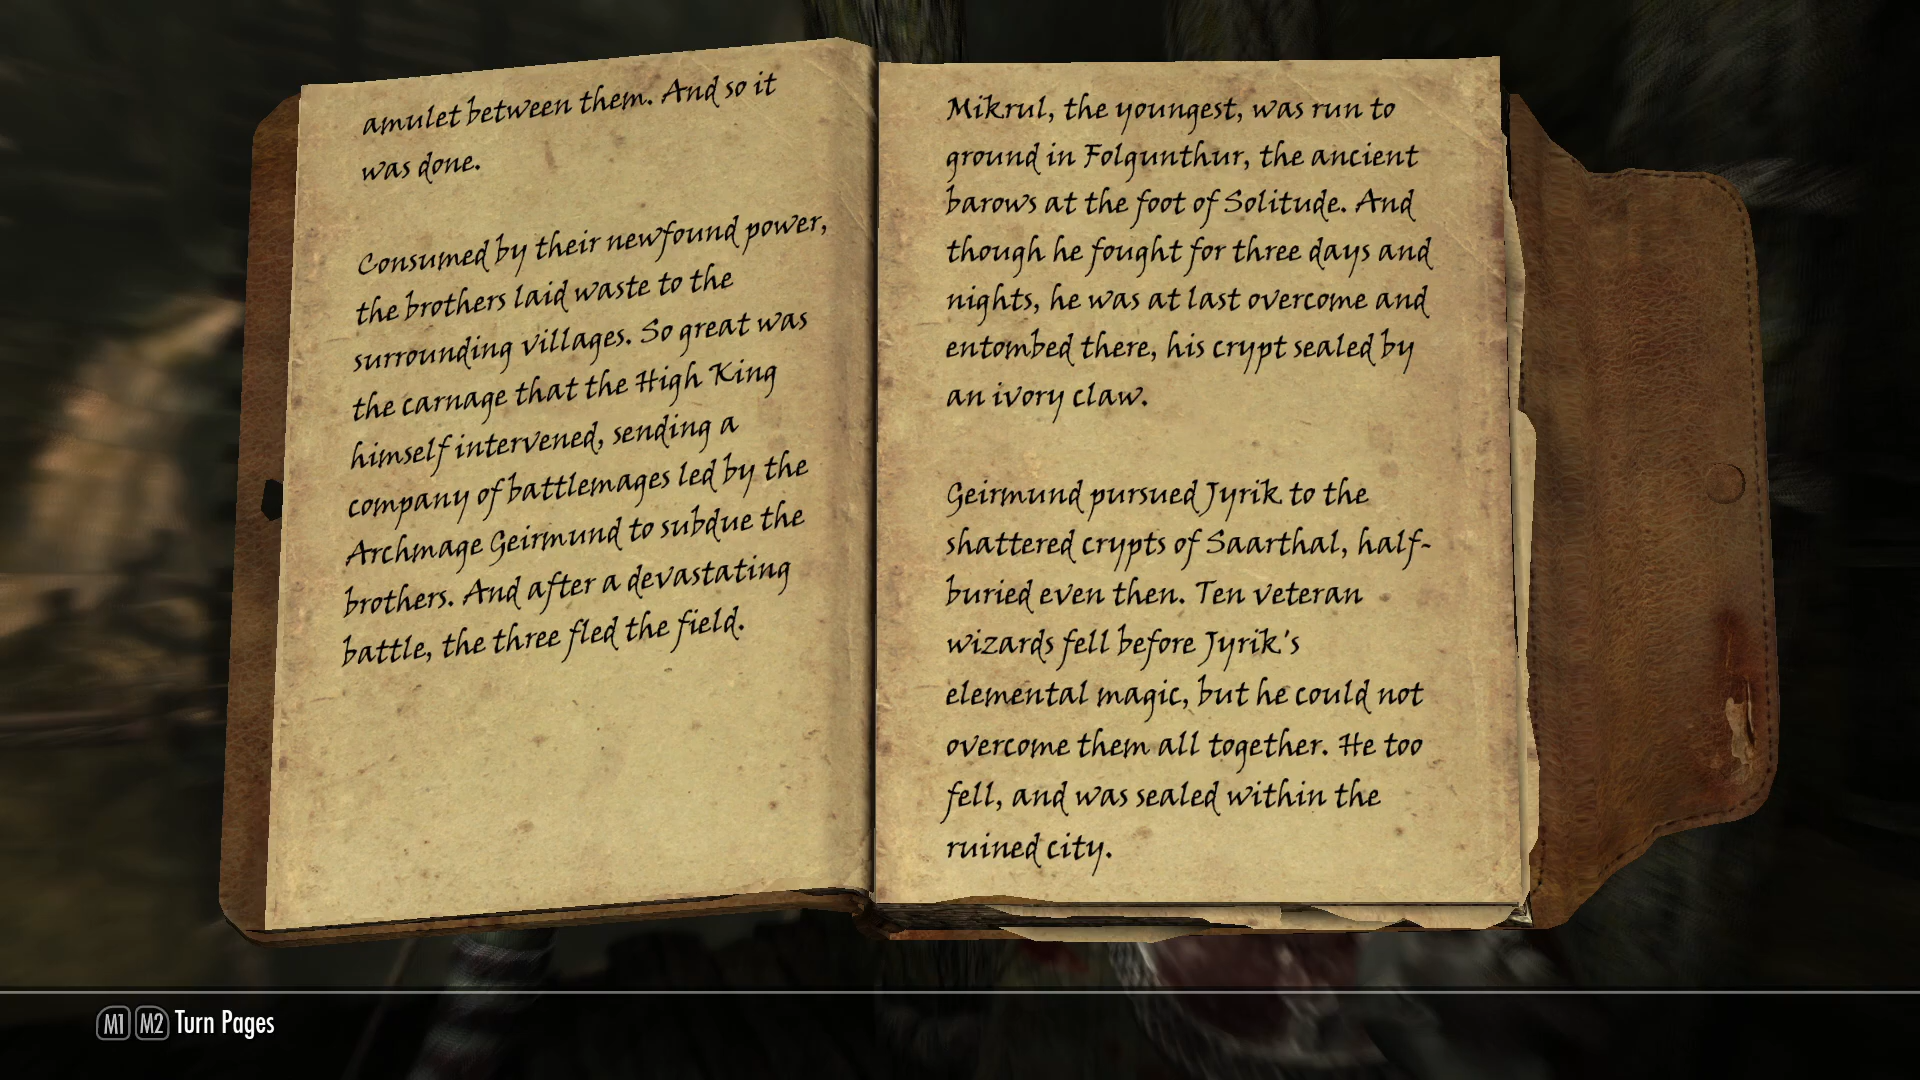 amulet between them. And so it
was done.
Consumed by their newfound power,
the brothers laid waste to the
surrounding villages. So great was
the carnage that the High King
himself intervened, sending a
company of battlemages led by the
Archmage Geirmund to subdue the
brothers. And after a devastating
battle, the three fled the field.
Mikrul, the youngest, was run to
ground in Folgunthur, the ancient
barows at the foot of Solitude. And
though he fought for three days and
nights, he was at last overcome and
entombed there, his crypt sealed by
an ivory claw.
Geirmund pursued Jyrik to the
shattered crypts of Saarthal, half-
buried even then. Ten veteran
wizards fell before Jyrik's
elemental magic, but he could not
overcome them all together. He too
fell, and was sealed within the
ruined city.
M1 M2 Turn Pages